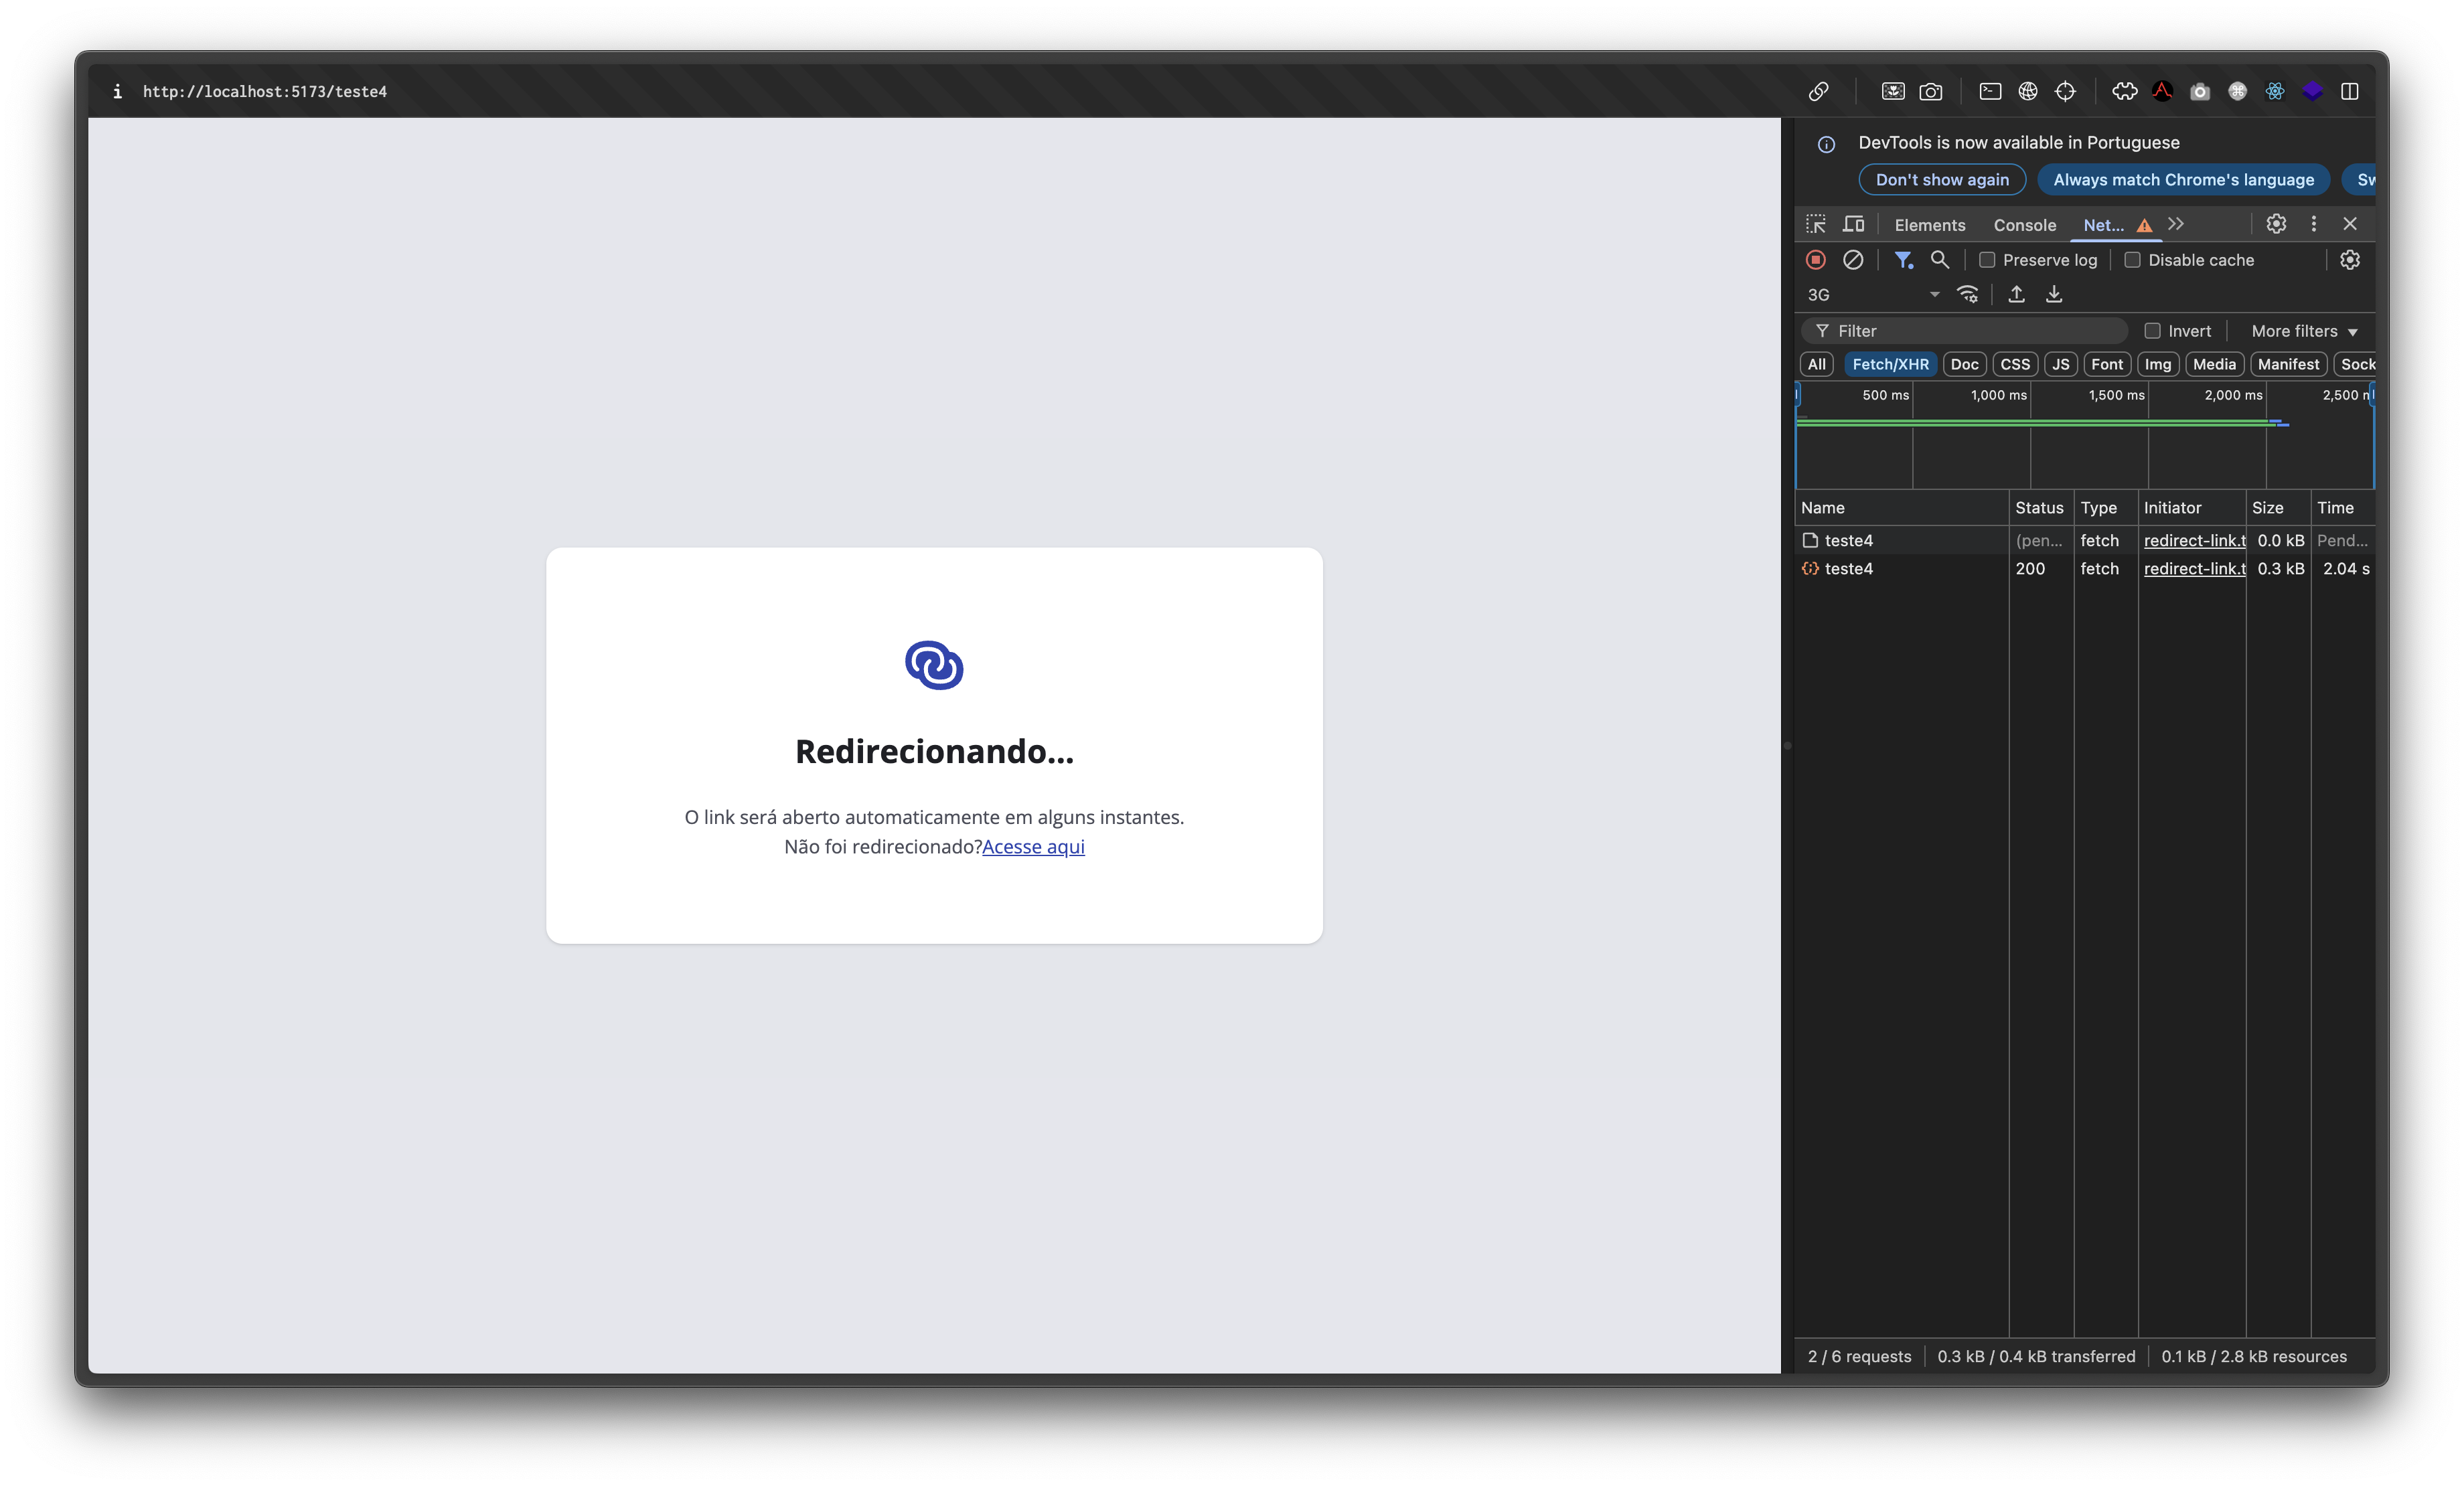 i http://localhost:5173/teste4
DevTools is now available in Portuguese
Don't show again
Always match Chrome's language
Sw
Elements
Console
Net...
Preserve log
Disable cache
3G
Filter
Invert
More filters
All
Fetch/XHR
Doc
CSS
JS
Font
Img
Media
Manifest
Sock
500 ms
1,000 ms
1,500 ms
2,000 ms
2,500 m
Name Status Type Initiator Size Time
teste4 (pen... fetch redirect-link.t 0.0 kB Pend...
teste4 200 fetch redirect-link.t 0.3 kB 2.04 s
Redirecionando...
O link será aberto automaticamente em alguns instantes.
Não foi redirecionado?Acesse aqui
2 / 6 requests
0.3 kB / 0.4 kB transferred
0.1 kB / 2.8 kB resources